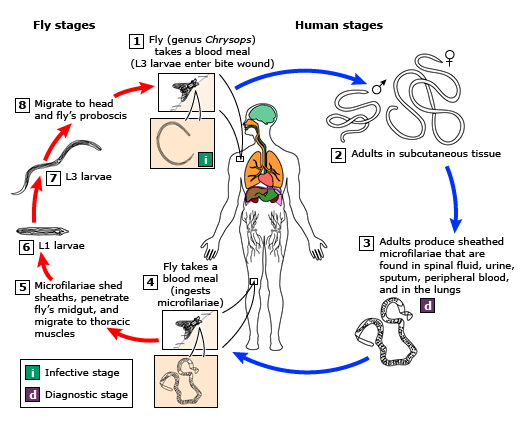 Fly stages
Human stages
1 Fly (genus Chrysops)
takes a blood meal
(L3 larvae enter bite wound)
i
♂
♀
2 Adults in subcutaneous tissue
3 Adults produce sheathed
microfilariae that are
found in spinal fluid, urine,
sputum, peripheral blood,
and in the lungs
d
4 Fly takes a
blood meal
(ingests
microfilariae)
5 Microfilariae shed
sheaths, penetrate
fly's midgut, and
migrate to thoracic
muscles
6 L1 larvae
7 L3 larvae
8 Migrate to head
and fly's proboscis
i Infective stage
d Diagnostic stage